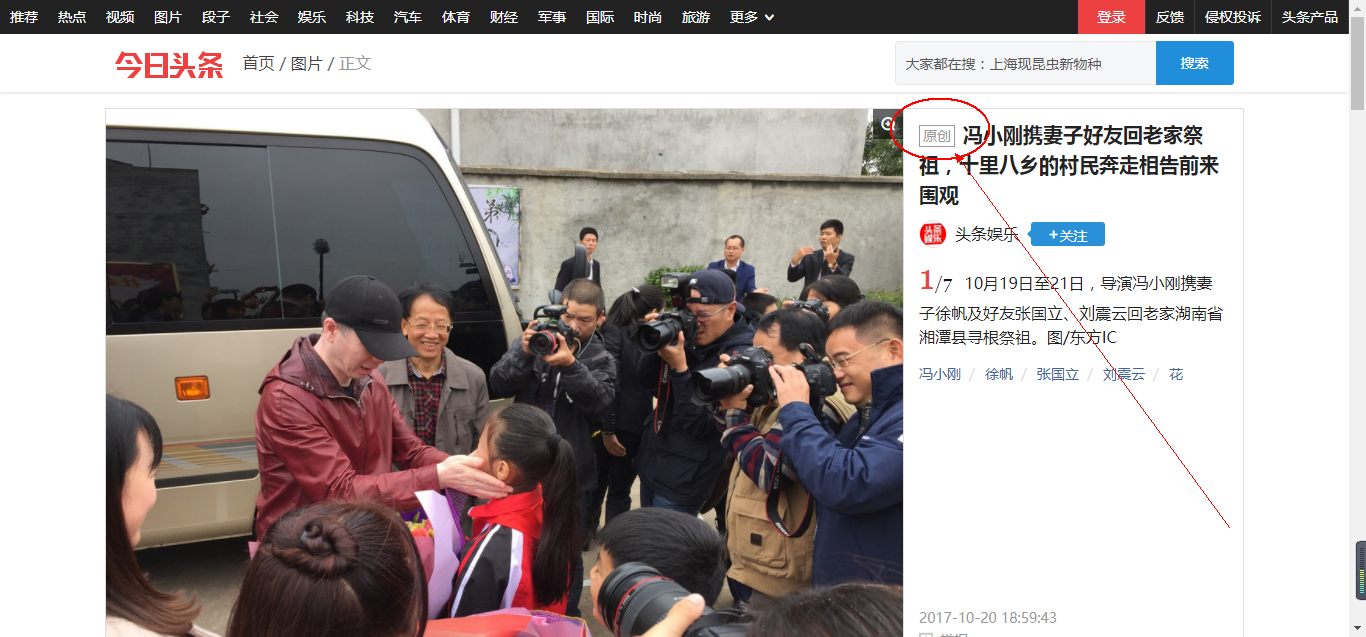 推荐 热点 视频 图片 段子 社会 娱乐 科技 汽车 体育 财经 军事 国际 时尚 旅游 更多 登录 反馈 侵权投诉 头条产品
今日头条 首页 / 图片 / 正文 大家都在搜：上海现昆虫新物种 搜索
原创 冯小刚携妻子好友回老家祭
祖，十里八乡的村民奔走相告前来
围观
头条娱乐 头条娱乐 +关注
1/7 10月19日至21日，导演冯小刚携妻
子徐帆及好友张国立、刘震云回老家湖南省
湘潭县寻根祭祖。图/东方IC
冯小刚 / 徐帆 / 张国立 / 刘震云 / 花
2017-10-20 18:59:43
举报